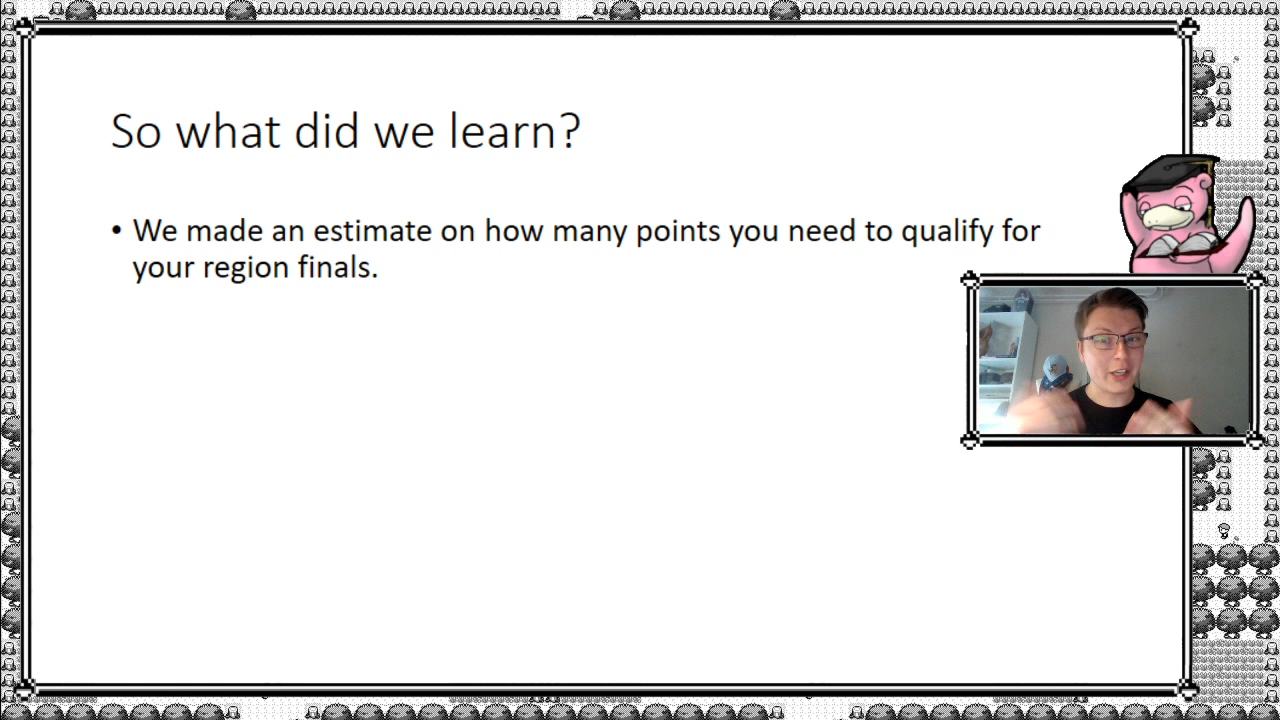 So what did we learn?
• We made an estimate on how many points you need to qualify for
your region finals.